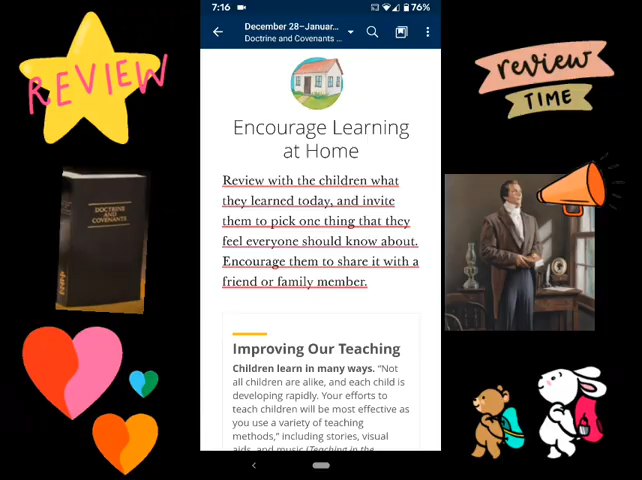 7:16
76%
December 28–Januar...
Doctrine and Covenants ...
REVIEW
review
TIME
Encourage Learning
at Home
Review with the children what
they learned today, and invite
them to pick one thing that they
feel everyone should know about.
Encourage them to share it with a
friend or family member.
DOCTRINE
AND
COVENANTS
Improving Our Teaching
Children learn in many ways. “Not
all children are alike, and each child is
developing rapidly. Your efforts to
teach children will be most effective as
you use a variety of teaching
methods,” including stories, visual
aids, and music (Teaching in the